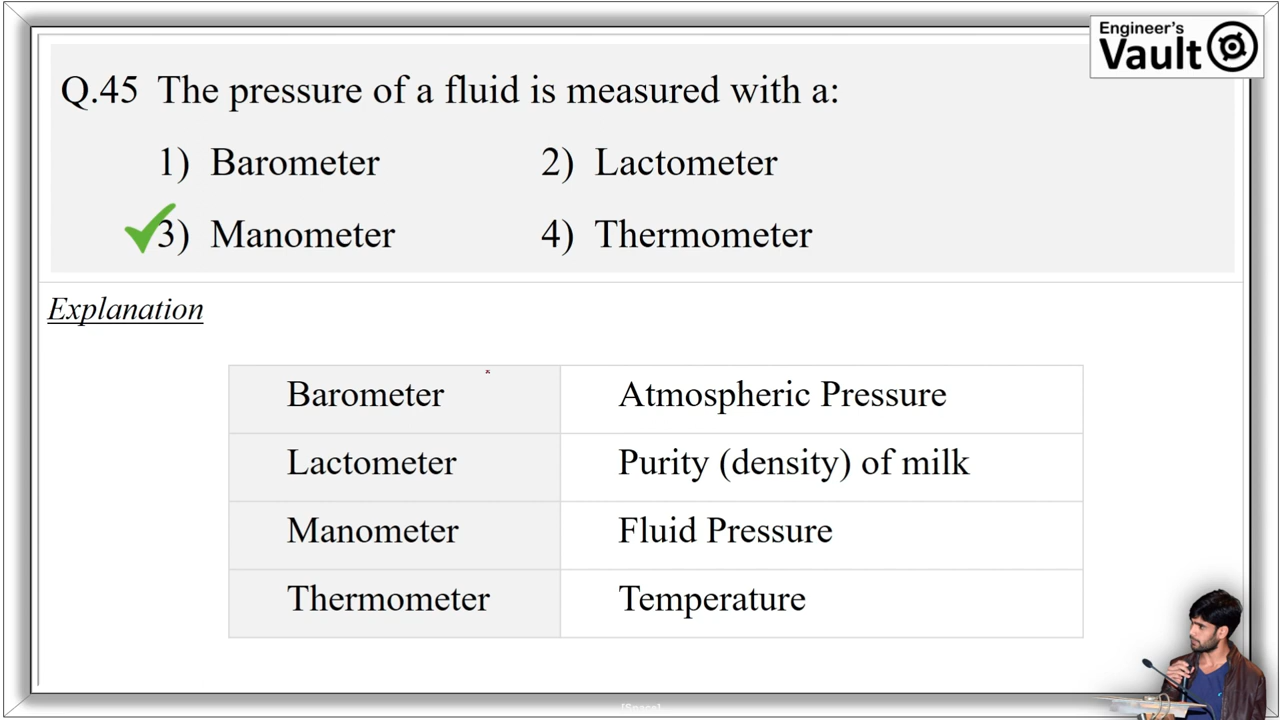 Engineer's
Vault
Q.45 The pressure of a fluid is measured with a:
1) Barometer 2) Lactometer
3) Manometer 4) Thermometer
Explanation
Barometer Atmospheric Pressure
Lactometer Purity (density) of milk
Manometer Fluid Pressure
Thermometer Temperature
[Space]